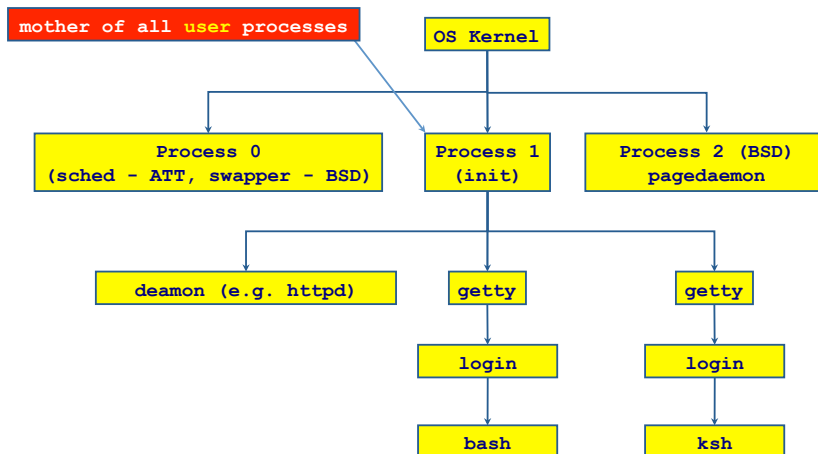 mother of all user processes
OS Kernel
Process 0
(sched - ATT, swapper - BSD)
Process 1
(init)
Process 2 (BSD)
pagedaemon
deamon (e.g. httpd)
getty
getty
login
login
bash
ksh